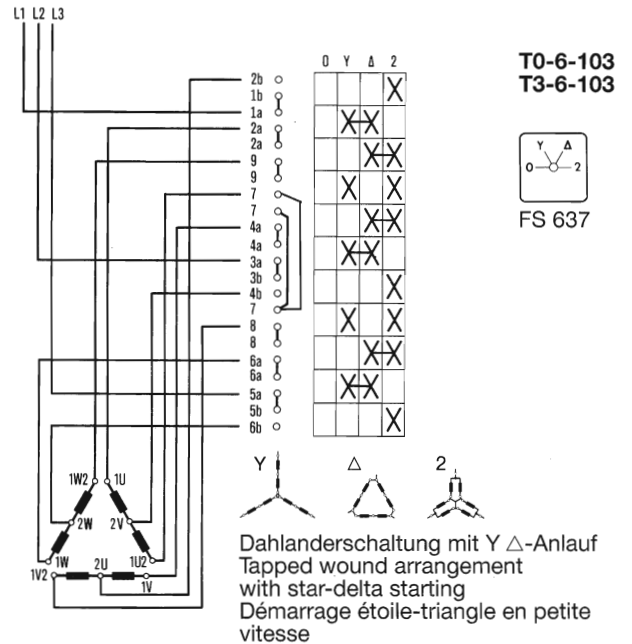 L1 L2 L3
0 Y Δ 2
T0-6-103
T3-6-103
2b
1b
1a
2a
2a
9
9
7
7
4a
4a
3a
3b
4b
7
8
8
6a
6a
5a
5b
6b
Y Δ
0 2
FS 637
1W2 1U
2W 2V
1W 1U2
1V2 2U 1V
Y Δ 2
Dahlanderschaltung mit Y △-Anlauf
Tapped wound arrangement
with star-delta starting
Démarrage étoile-triangle en petite
vitesse